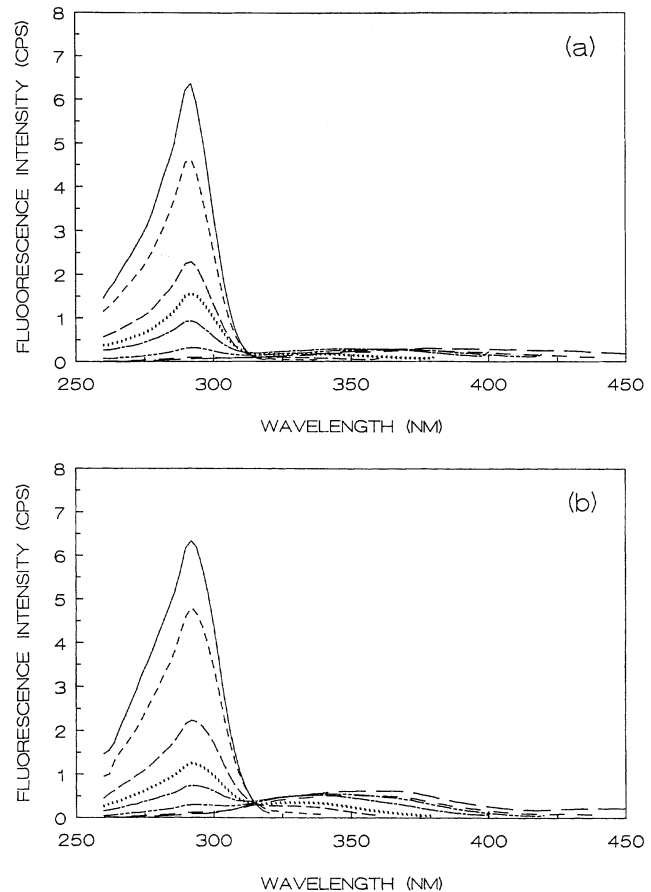 (a)
FLUOORESCENCE INTENSITY (CPS)
8
7
6
5
4
3
2
1
0
250 300 350 400 450
WAVELENGTH (NM)
(b)
FLUORESCENCE INTENSITY (CPS)
8
7
6
5
4
3
2
1
0
250 300 350 400 450
WAVELENGTH (NM)